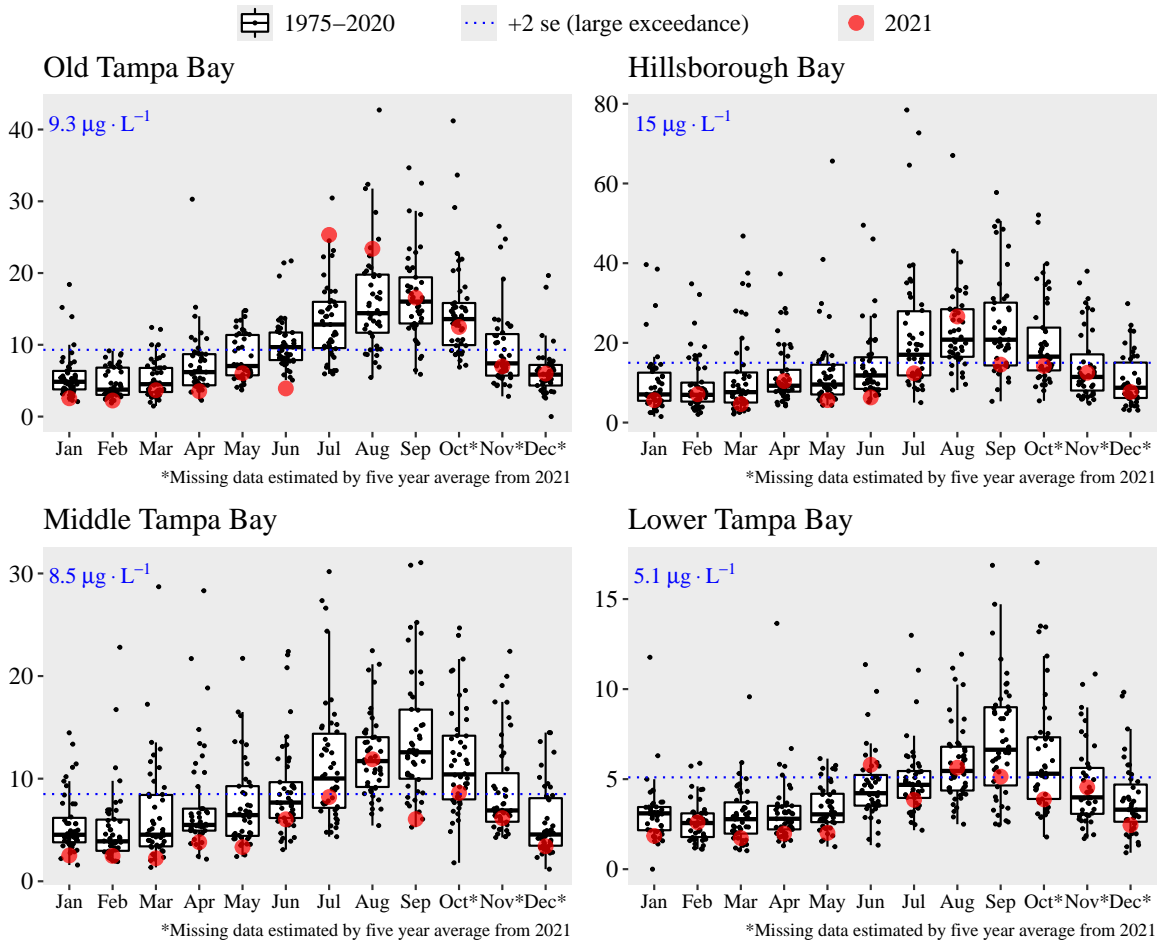 1975–2020 +2 se (large exceedance) 2021
Old Tampa Bay
9.3 µg · L⁻¹
40
30
20
10
0
Jan Feb Mar Apr May Jun Jul Aug Sep Oct* Nov* Dec*
*Missing data estimated by five year average from 2021
Hillsborough Bay
15 µg · L⁻¹
80
60
40
20
0
Jan Feb Mar Apr May Jun Jul Aug Sep Oct* Nov* Dec*
*Missing data estimated by five year average from 2021
Middle Tampa Bay
8.5 µg · L⁻¹
30
20
10
0
Jan Feb Mar Apr May Jun Jul Aug Sep Oct* Nov* Dec*
*Missing data estimated by five year average from 2021
Lower Tampa Bay
5.1 µg · L⁻¹
15
10
5
0
Jan Feb Mar Apr May Jun Jul Aug Sep Oct* Nov* Dec*
*Missing data estimated by five year average from 2021